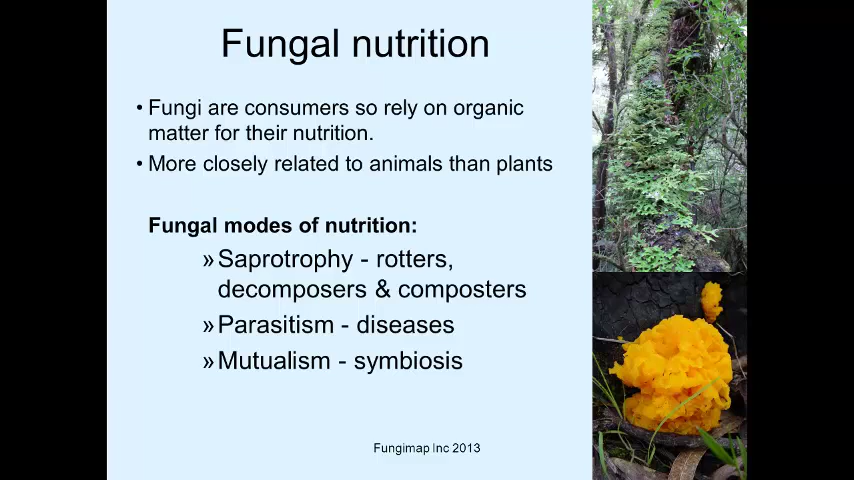 Fungal nutrition
• Fungi are consumers so rely on organic
matter for their nutrition.
• More closely related to animals than plants
Fungal modes of nutrition:
»Saprotrophy - rotters,
decomposers & composters
»Parasitism - diseases
»Mutualism - symbiosis
Fungimap Inc 2013